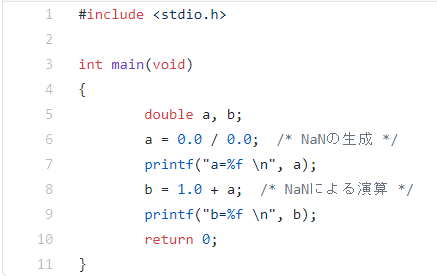 1 #include <stdio.h>
2
3 int main(void)
4 {
5 double a, b;
6 a = 0.0 / 0.0; /* NaNの生成 */
7 printf("a=%f \n", a);
8 b = 1.0 + a; /* NaNによる演算 */
9 printf("b=%f \n", b);
10 return 0;
11 }